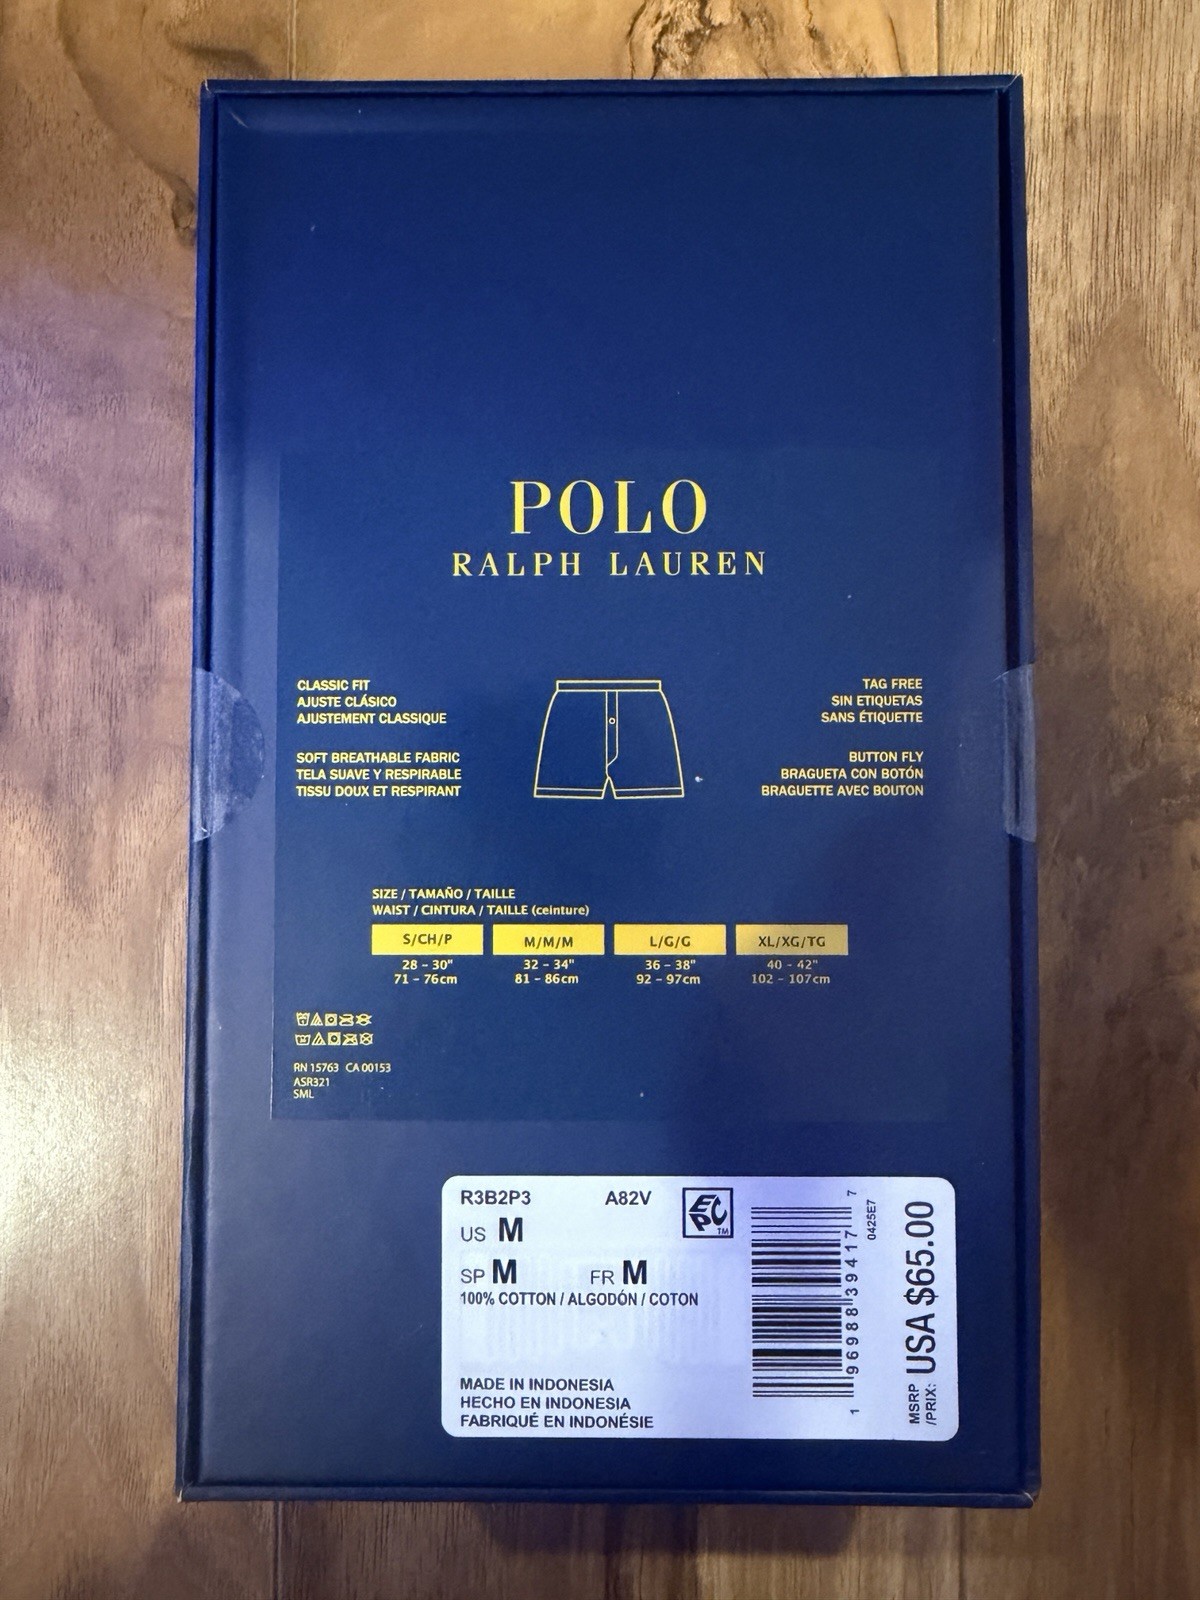 POLO
RALPH LAUREN
CLASSIC FIT
AJUSTE CLÁSICO
AJUSTEMENT CLASSIQUE
SOFT BREATHABLE FABRIC
TELA SUAVE Y RESPIRABLE
TISSU DOUX ET RESPIRANT
TAG FREE
SIN ETIQUETAS
SANS ÉTIQUETTE
BUTTON FLY
BRAGUETA CON BOTÓN
BRAGUETTE AVEC BOUTON
SIZE / TAMAÑO / TAILLE
WAIST / CINTURA / TAILLE (ceinture)
S/CH/P M/M/M L/G/G XL/XG/TG
28 – 30" 32 – 34" 36 – 38" 40 – 42"
71 – 76cm 81 – 86cm 92 – 97cm 102 – 107cm
RN 15763 CA 00153
ASR321
SML
R3B2P3 A82V EPC TM
US M
SP M FR M
100% COTTON / ALGODÓN / COTON
MADE IN INDONESIA
HECHO EN INDONESIA
FABRIQUÉ EN INDONÉSIE
1 96988 39417 7
0425E7
MSRP
/PRIX: USA $65.00